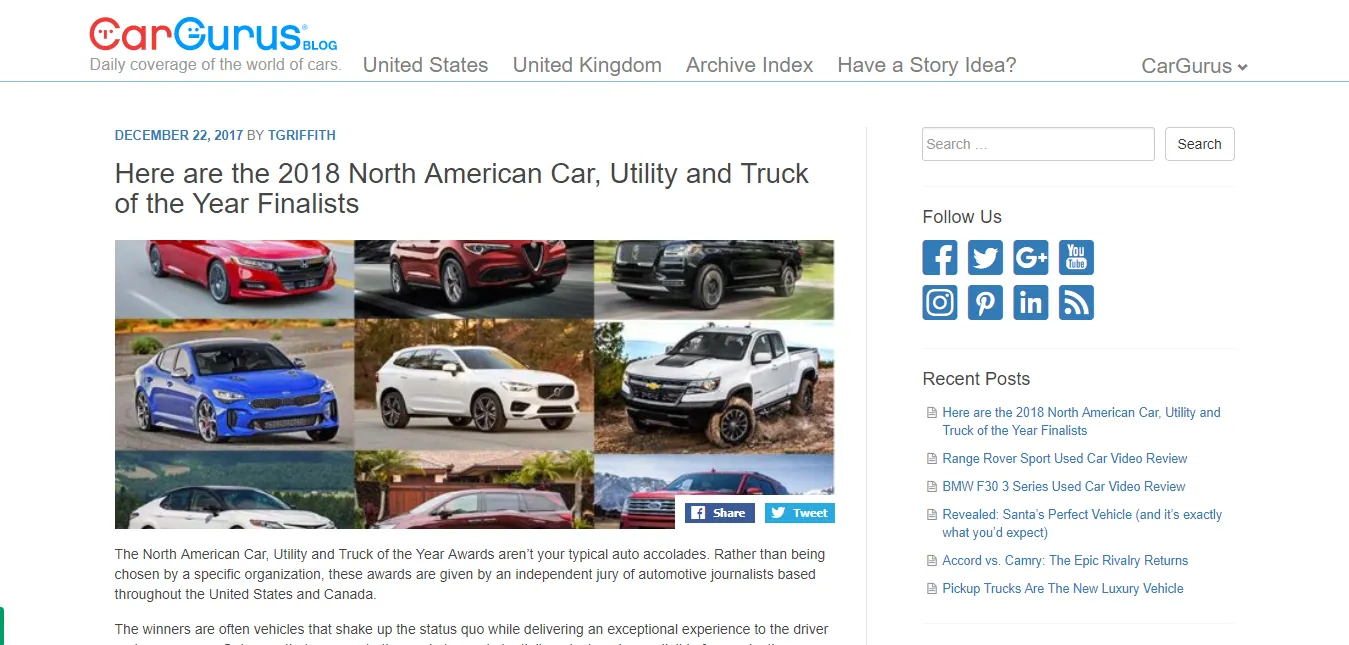 CarGurus® BLOG
Daily coverage of the world of cars.
United States
United Kingdom
Archive Index
Have a Story Idea?
CarGurus
DECEMBER 22, 2017 BY TGRIFFITH
Here are the 2018 North American Car, Utility and Truck
of the Year Finalists
Share
Tweet
The North American Car, Utility and Truck of the Year Awards aren’t your typical auto accolades. Rather than being
chosen by a specific organization, these awards are given by an independent jury of automotive journalists based
throughout the United States and Canada.
The winners are often vehicles that shake up the status quo while delivering an exceptional experience to the driver
Search …
Search
Follow Us
G+
You
Tube
in
Recent Posts
Here are the 2018 North American Car, Utility and
Truck of the Year Finalists
Range Rover Sport Used Car Video Review
BMW F30 3 Series Used Car Video Review
Revealed: Santa’s Perfect Vehicle (and it’s exactly
what you’d expect)
Accord vs. Camry: The Epic Rivalry Returns
Pickup Trucks Are The New Luxury Vehicle